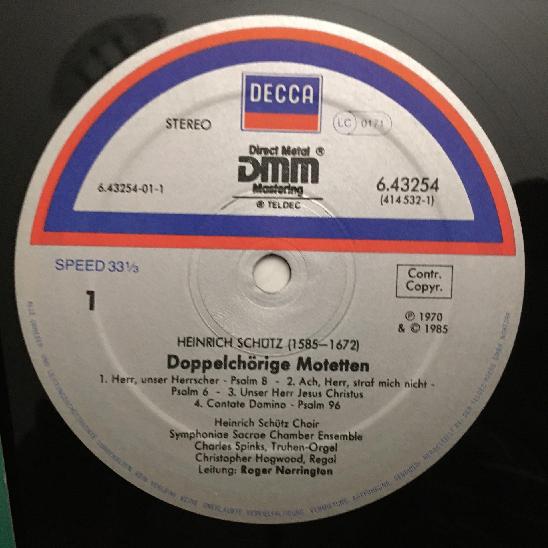 DECCA
STEREO
LC 0171
Direct Metal ®
DMM
Mastering
® TELDEC
6.43254-01-1
6.43254
(414 532-1)
SPEED 33⅓
Contr.
Copyr.
1
℗ 1970
& © 1985
HEINRICH SCHÜTZ (1585—1672)
Doppelchörige Motetten
1. Herr, unser Herrscher - Psalm 8 - 2. Ach, Herr, straf mich nicht -
Psalm 6 - 3. Unser Herr Jesus Christus
4. Cantate Domino - Psalm 96
Heinrich Schütz Choir
Symphoniae Sacrae Chamber Ensemble
Charles Spinks, Truhen-Orgel
Christopher Hogwood, Regal
Leitung: Roger Norrington